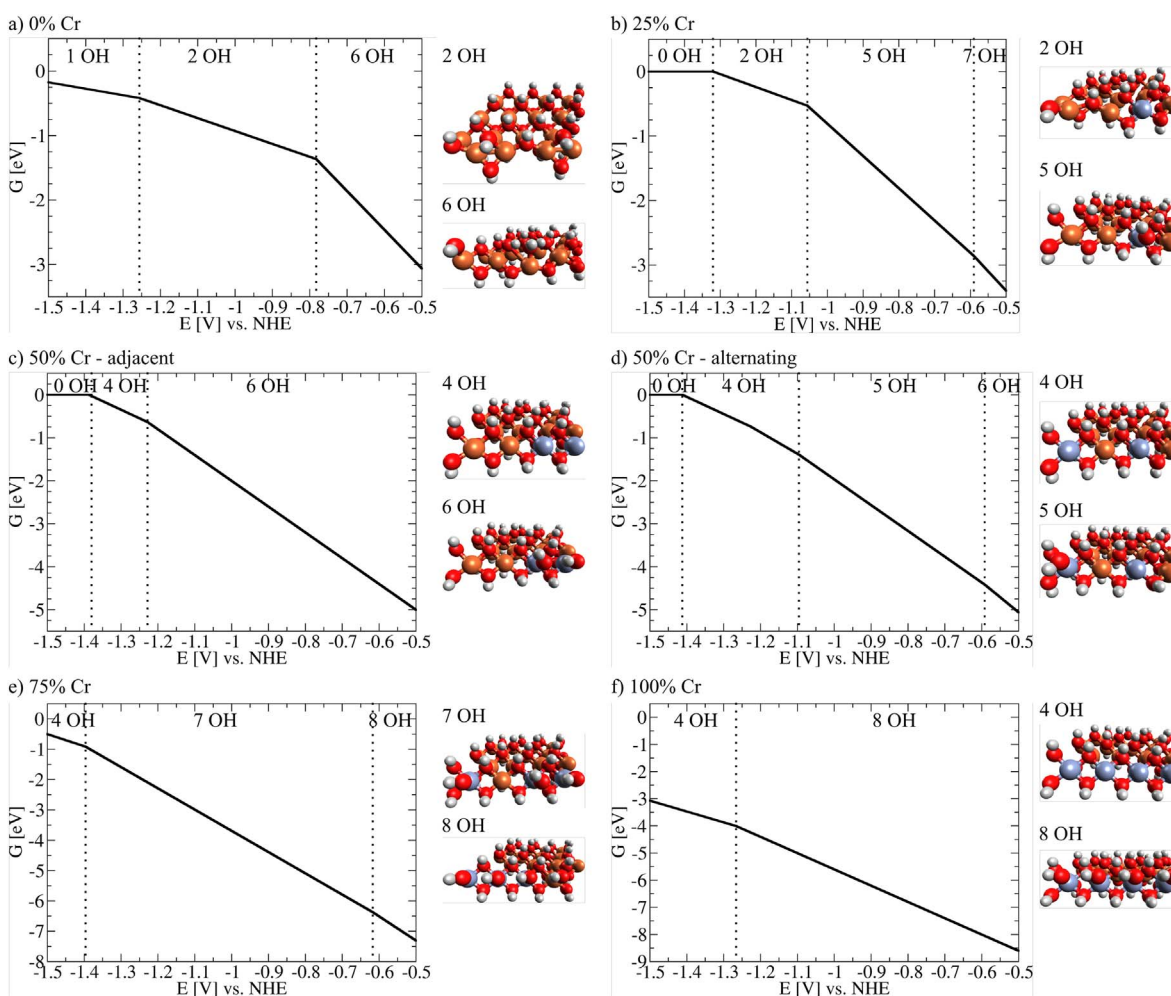 a) 0% Cr
1 OH 2 OH 6 OH
0
-1
-2
-3
G [eV]
-1.5 -1.4 -1.3 -1.2 -1.1 -1 -0.9 -0.8 -0.7 -0.6 -0.5
E [V] vs. NHE
2 OH
6 OH
b) 25% Cr
0 OH 2 OH 5 OH 7 OH
0
-1
-2
-3
G [eV]
-1.5 -1.4 -1.3 -1.2 -1.1 -1 -0.9 -0.8 -0.7 -0.6 -0.5
E [V] vs. NHE
2 OH
5 OH
c) 50% Cr - adjacent
0 OH 4 OH 6 OH
0
-1
-2
-3
-4
-5
G [eV]
-1.5 -1.4 -1.3 -1.2 -1.1 -1 -0.9 -0.8 -0.7 -0.6 -0.5
E [V] vs. NHE
4 OH
6 OH
d) 50% Cr - alternating
0 OH 4 OH 5 OH 6 OH
0
-1
-2
-3
-4
-5
G [eV]
-1.5 -1.4 -1.3 -1.2 -1.1 -1 -0.9 -0.8 -0.7 -0.6 -0.5
E [V] vs. NHE
4 OH
5 OH
e) 75% Cr
4 OH 7 OH 8 OH
0
-1
-2
-3
-4
-5
-6
-7
-8
G [eV]
-1.5 -1.4 -1.3 -1.2 -1.1 -1 -0.9 -0.8 -0.7 -0.6 -0.5
E [V] vs. NHE
7 OH
8 OH
f) 100% Cr
4 OH 8 OH
0
-1
-2
-3
-4
-5
-6
-7
-8
-9
G [eV]
-1.5 -1.4 -1.3 -1.2 -1.1 -1 -0.9 -0.8 -0.7 -0.6 -0.5
E [V] vs. NHE
4 OH
8 OH